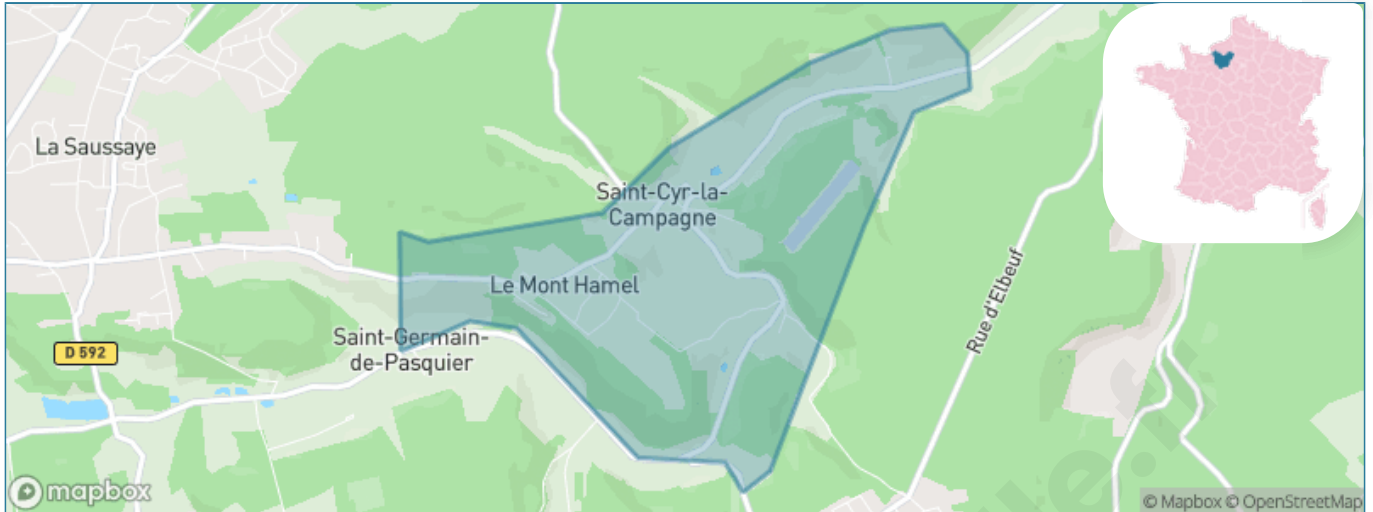 La Saussaye
Saint-Cyr-la-
Campagne
Le Mont Hamel
Saint-Germain-
de-Pasquier
D 592
Rue d'Elbeuf
mapbox
© Mapbox © OpenStreetMap